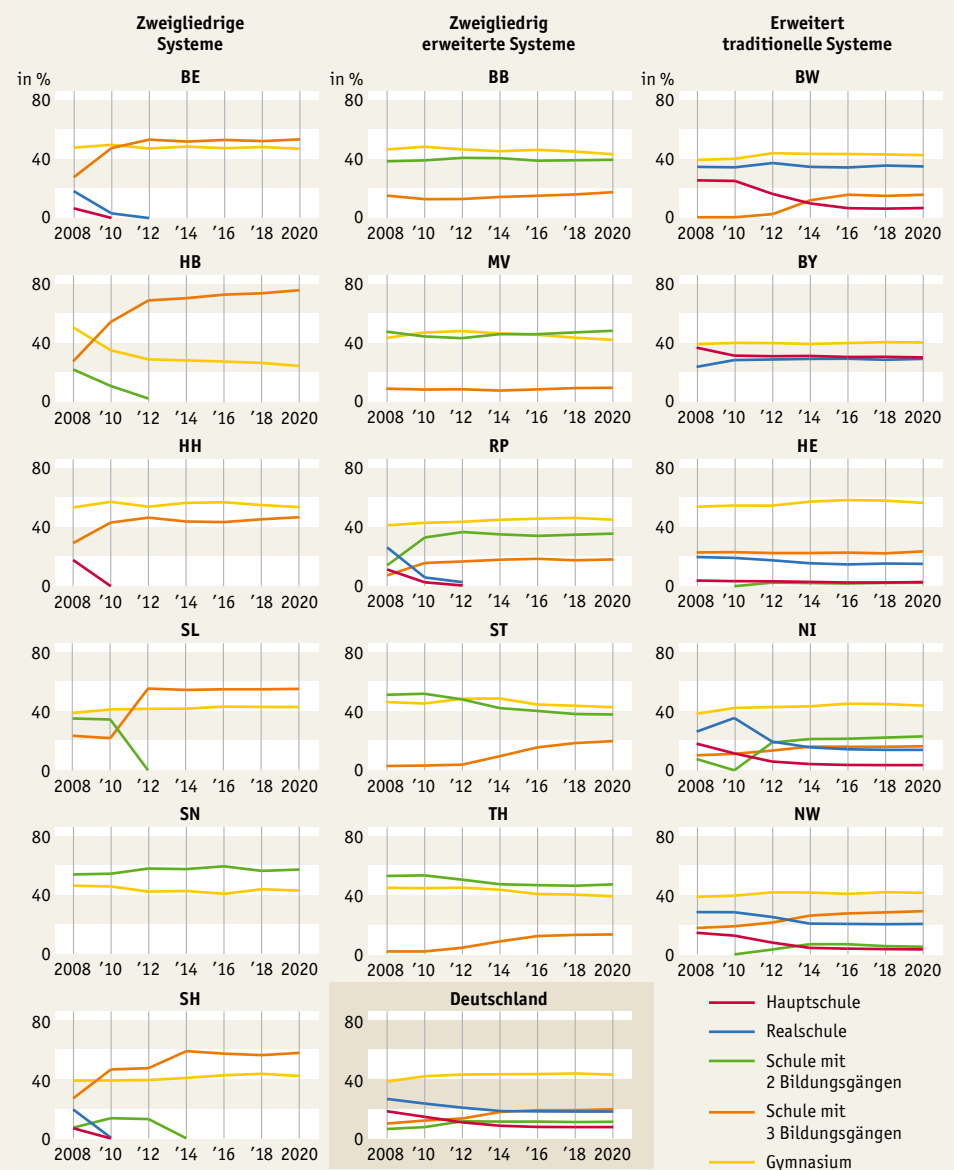 Zweigliedrige
Systeme
Zweigliedrig
erweiterte Systeme
Erweitert
traditionelle Systeme
in %
BE
80
40
0
2008 '10 '12 '14 '16 '18 2020
in %
BB
80
40
0
2008 '10 '12 '14 '16 '18 2020
in %
BW
80
40
0
2008 '10 '12 '14 '16 '18 2020
HB
80
40
0
2008 '10 '12 '14 '16 '18 2020
MV
80
40
0
2008 '10 '12 '14 '16 '18 2020
BY
80
40
0
2008 '10 '12 '14 '16 '18 2020
HH
80
40
0
2008 '10 '12 '14 '16 '18 2020
RP
80
40
0
2008 '10 '12 '14 '16 '18 2020
HE
80
40
0
2008 '10 '12 '14 '16 '18 2020
SL
80
40
0
2008 '10 '12 '14 '16 '18 2020
ST
80
40
0
2008 '10 '12 '14 '16 '18 2020
NI
80
40
0
2008 '10 '12 '14 '16 '18 2020
SN
80
40
0
2008 '10 '12 '14 '16 '18 2020
TH
80
40
0
2008 '10 '12 '14 '16 '18 2020
NW
80
40
0
2008 '10 '12 '14 '16 '18 2020
SH
80
40
0
2008 '10 '12 '14 '16 '18 2020
Deutschland
80
40
0
2008 '10 '12 '14 '16 '18 2020
Hauptschule
Realschule
Schule mit
2 Bildungsgängen
Schule mit
3 Bildungsgängen
Gymnasium